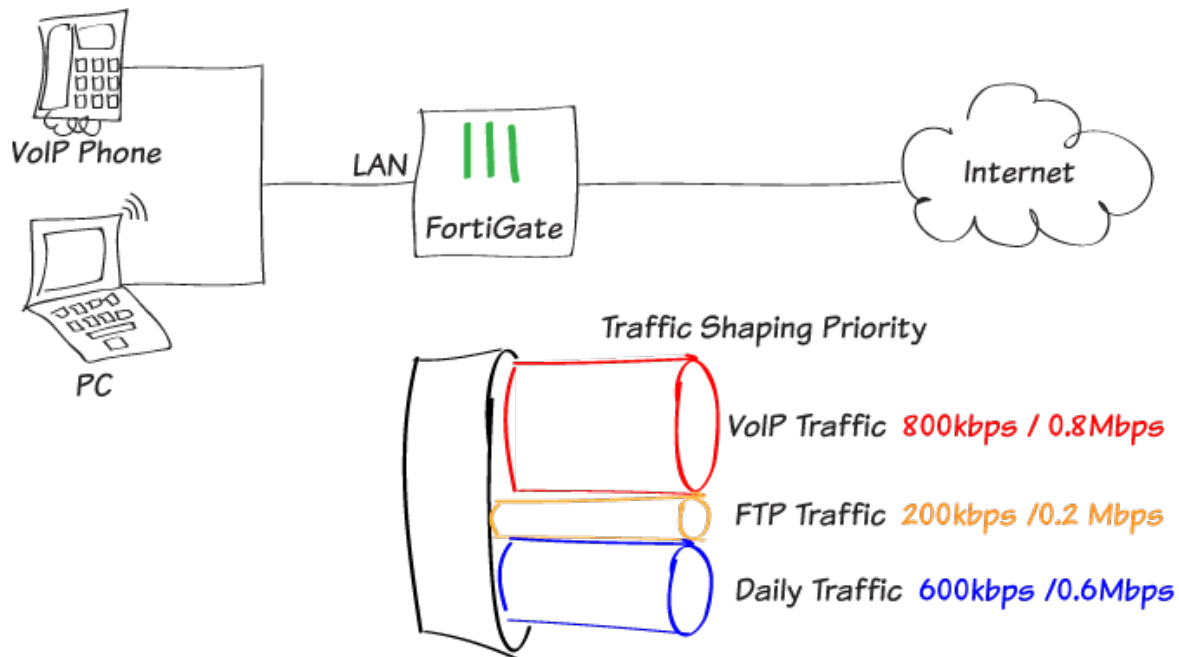 VoIP Phone
LAN
FortiGate
Internet
PC
Traffic Shaping Priority
VoIP Traffic 800kbps / 0.8Mbps
FTP Traffic 200kbps /0.2 Mbps
Daily Traffic 600kbps /0.6Mbps